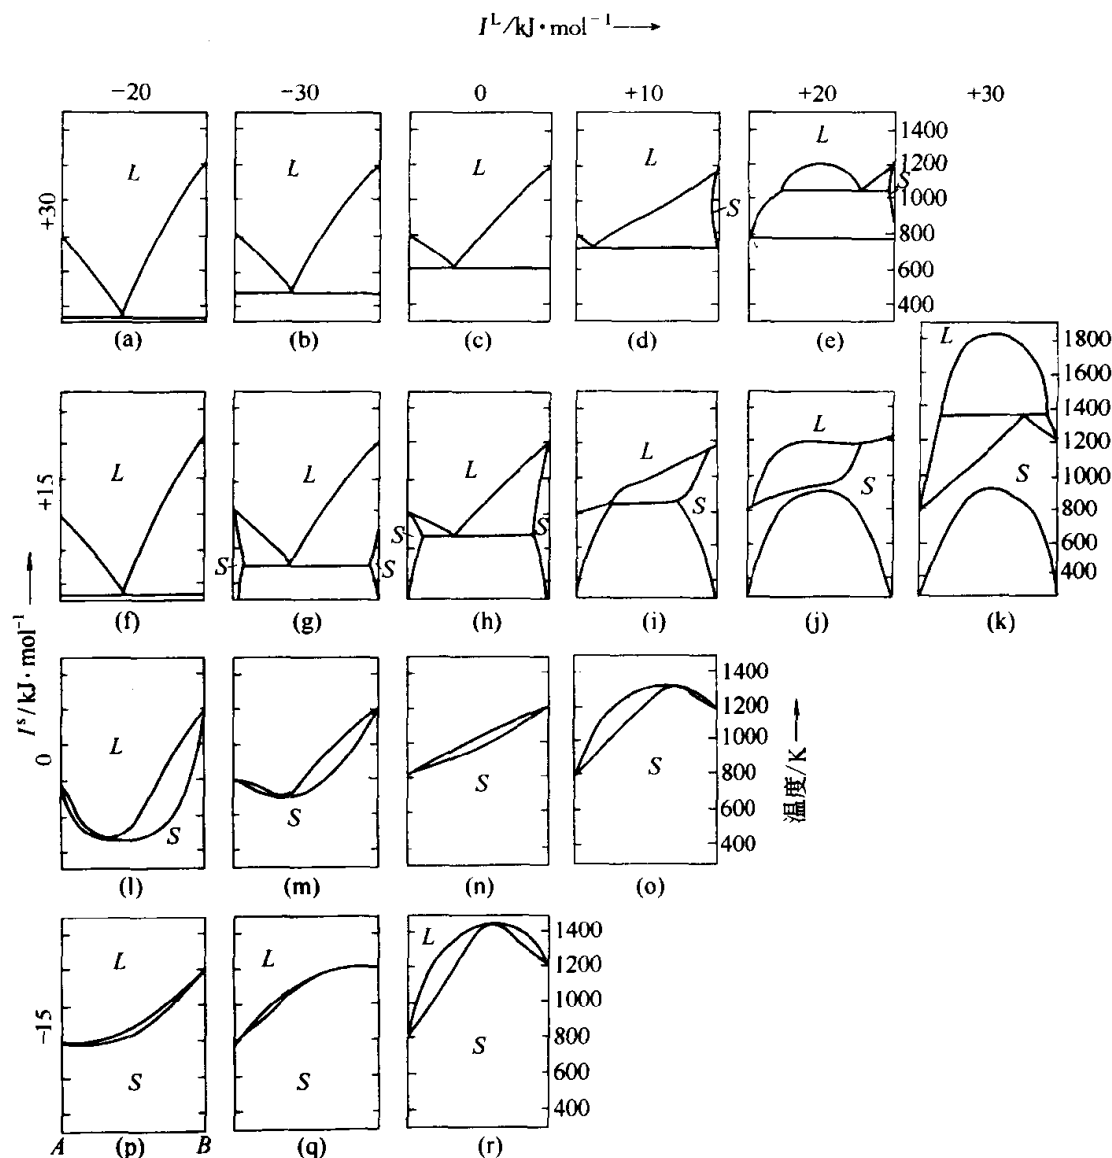 I^L/kJ·mol⁻¹→
−20 −30 0 +10 +20 +30
+30
L L L L S L S 1400
1200
1000
800
600
400
(a) (b) (c) (d) (e)
+15
L S L S S L S L S L S L S 1800
1600
1400
1200
1000
800
600
400
(f) (g) (h) (i) (j) (k)
I^s/kJ·mol⁻¹→
0
L S L S L S S 1400
1200
1000
800
600
400
温度/K→
(l) (m) (n) (o)
−15
L S L S L S 1400
1200
1000
800
600
400
A (p) B (q) (r)